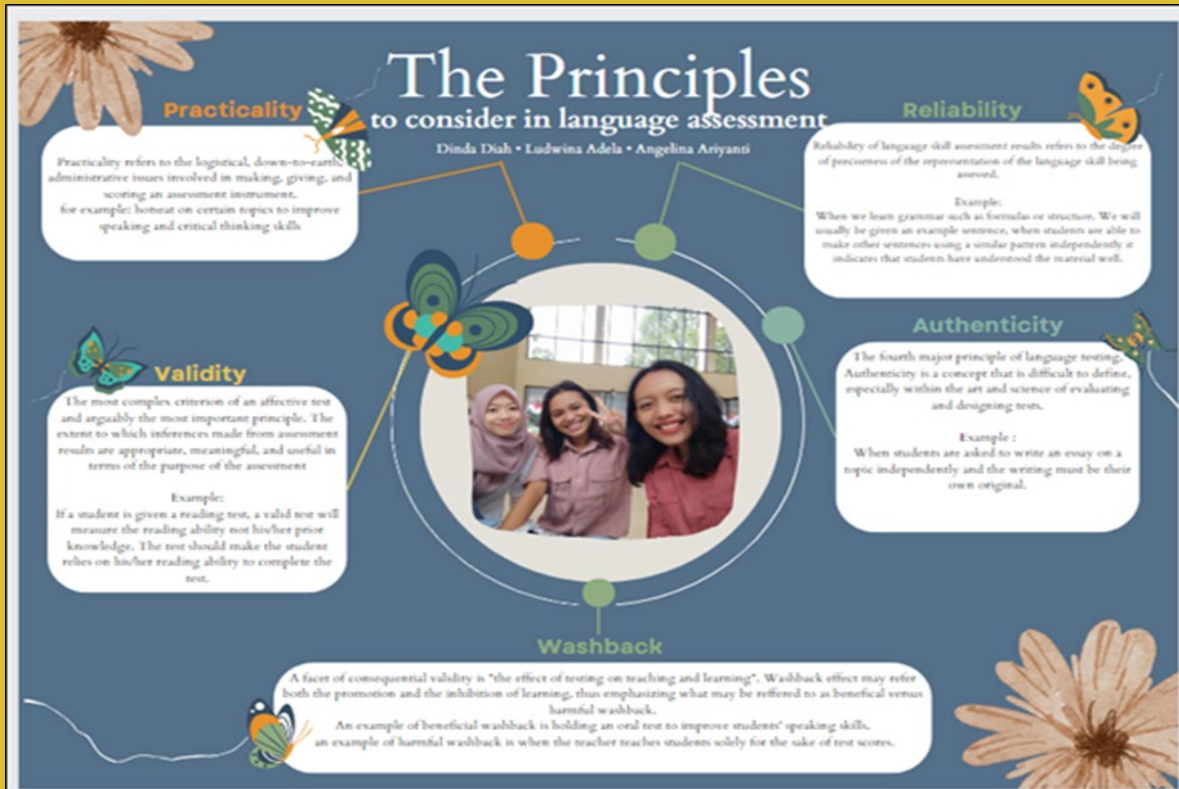 The Principles
to consider in language assessment
Dinda Diah • Ludwina Adela • Angelina Ariyanti
Practicality
Practicality refers to the logistical, down-to-earth,
administrative issues involved in making, giving, and
scoring an assessment instrument.
for example: honeat on certain topics to improve
speaking and critical thinking skills
Reliability
Reliability of language skill assessment results refers to the degree
of preciseness of the representation of the language skill being
assessed.
Example:
When we learn grammar such as formulas or structure. We will
usually be given an example sentence, when students are able to
make other sentences using a similar pattern independently it
indicates that students have understood the material well.
Validity
The most complex criterion of an affective test
and arguably the most important principle. The
extent to which inferences made from assessment
results are appropriate, meaningful, and useful in
terms of the purpose of the assessment
Example:
If a student is given a reading test, a valid test will
measure the reading ability not his/her prior
knowledge. The test should make the student
relies on his/her reading ability to complete the
test.
Authenticity
The fourth major principle of language testing.
Authenticity is a concept that is difficult to define,
especially within the art and science of evaluating
and designing tests.
Example :
When students are asked to write an essay on a
topic independently and the writing must be their
own original.
Washback
A facet of consequential validity is "the effect of testing on teaching and learning". Washback effect may refer
both the promotion and the inhibition of learning, thus emphasizing what may be reffered to as benefical versus
harmful washback.
An example of beneficial washback is holding an oral test to improve students' speaking skills.
an example of harmful washback is when the teacher teaches students solely for the sake of test scores.